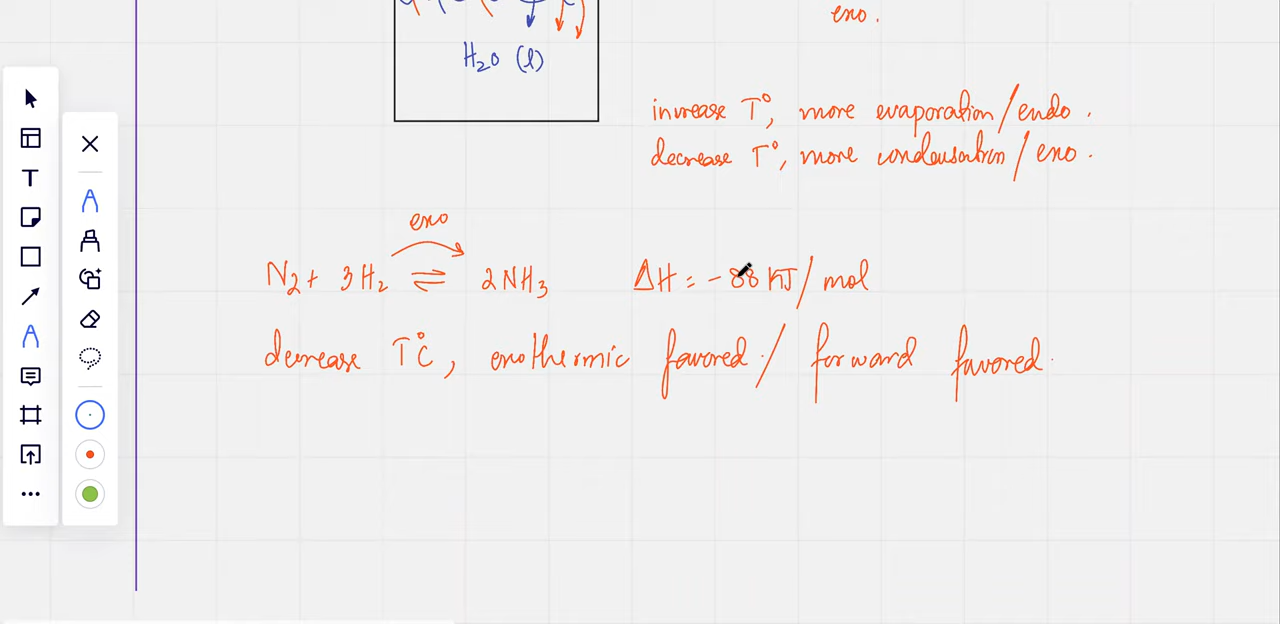 exo.
H₂O (l)
increase T°, more evaporation/endo.
decrease T°, more condensation/exo.
exo
N₂ + 3H₂ ⇌ 2NH₃ ΔH = -88 KJ/mol
decrease T°C, exothermic favored./ forward favored.
T
A
A